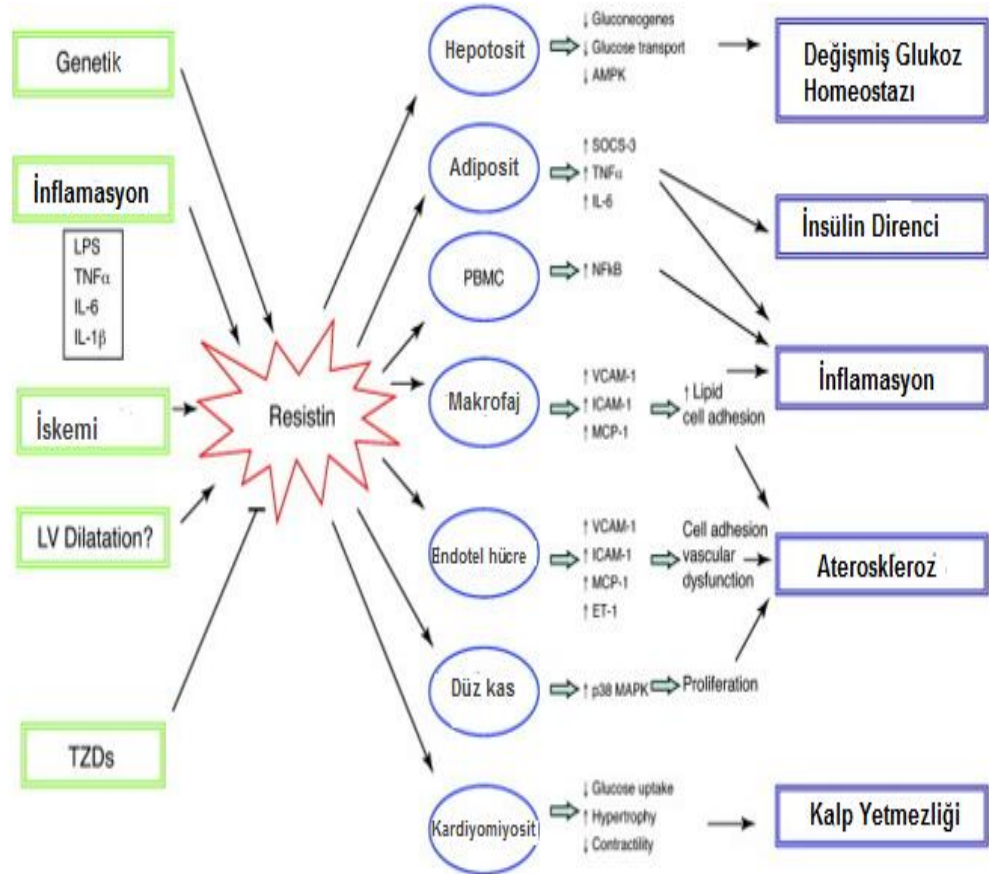 Genetik
İnflamasyon
LPS
TNFα
IL-6
IL-1β
İskemi
LV Dilatation?
TZDs
Resistin
Hepotosit
↓ Gluconeogenes
↓ Glucose transport
↓ AMPK
Değişmiş Glukoz
Homeostazı
Adiposit
↑ SOCS-3
↑ TNFα
↑ IL-6
İnsülin Direnci
PBMC
↑ NFkB
İnflamasyon
Makrofaj
↑ VCAM-1
↑ ICAM-1
↑ MCP-1
↑ Lipid
cell adhesion
Endotel hücre
↑ VCAM-1
↑ ICAM-1
↑ MCP-1
↑ ET-1
Cell adhesion
vascular
dysfunction
Ateroskleroz
Düz kas
↑ p38 MAPK
Proliferation
Kardiyomiyosit
↓ Glucose uptake
↑ Hypertrophy
↓ Contractility
Kalp Yetmezliği